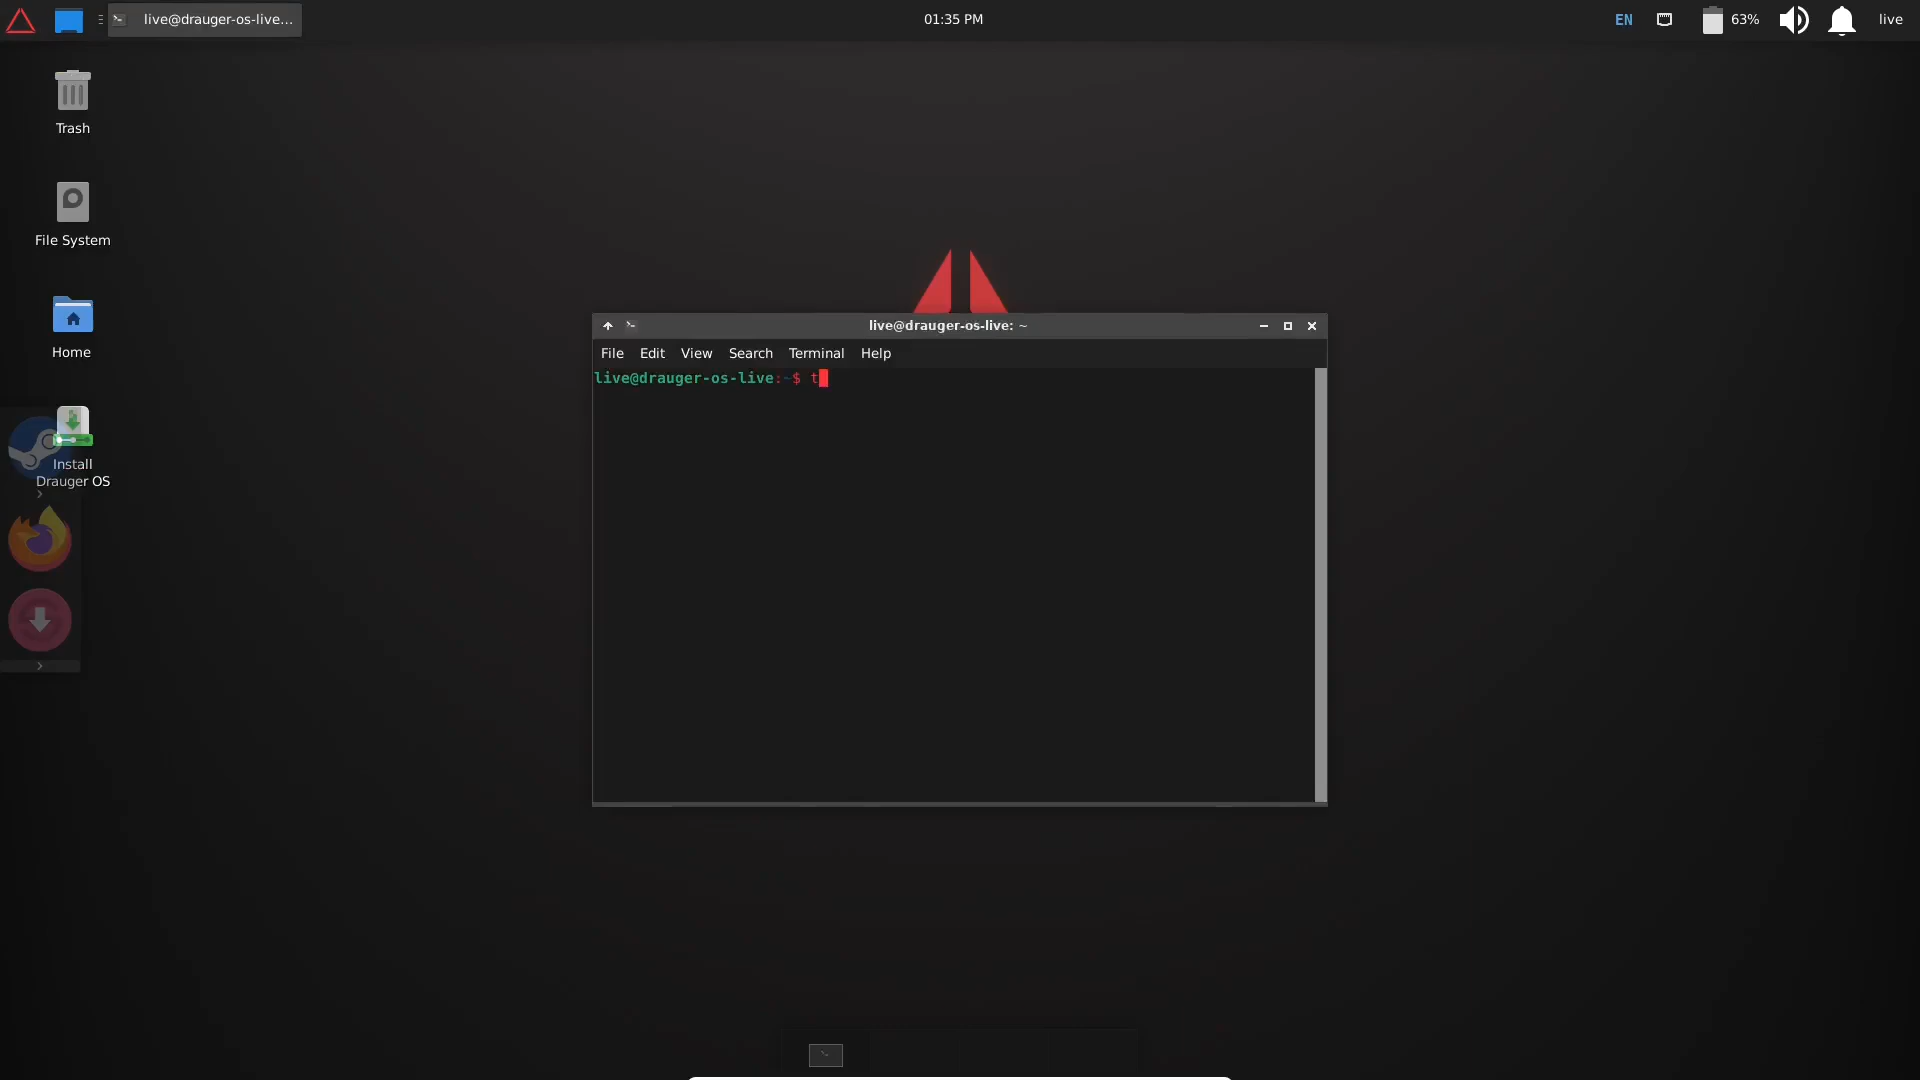 live@drauger-os-live...
01:35 PM
EN
63%
live
Trash
File System
Home
Install
Drauger OS
live@drauger-os-live: ~
File Edit View Search Terminal Help
live@drauger-os-live:~$ t